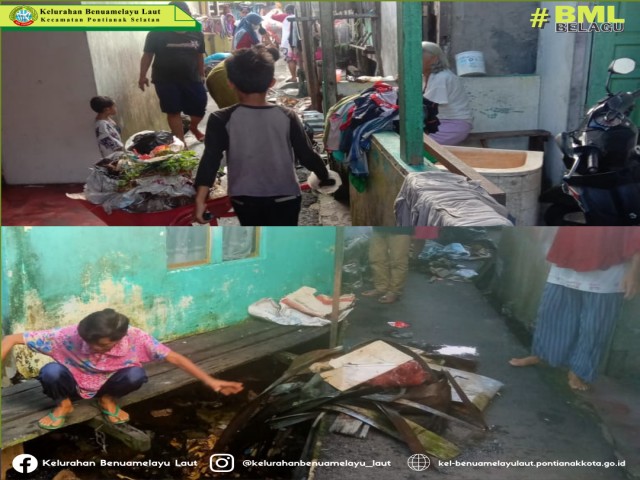 Kelurahan Benuamelayu Laut
Kecamatan Pontianak Selatan
#BML
BELAGU
Kelurahan Benuamelayu Laut
@kelurahanbenuamelayu_laut
kel-benuamelayulaut.pontianakkota.go.id